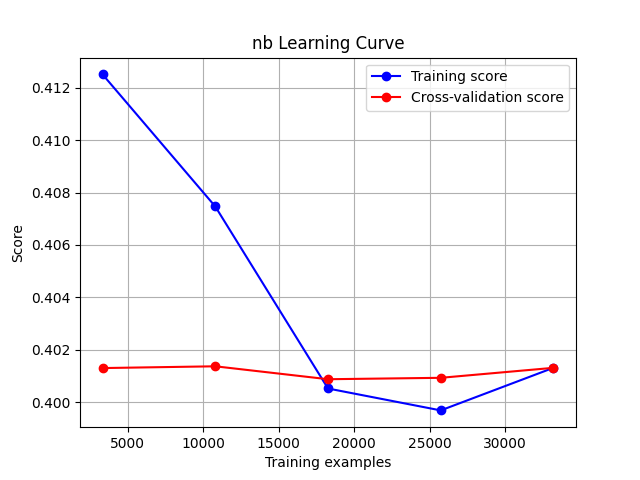 nb Learning Curve
Training score
Cross-validation score
0.412
0.410
0.408
0.406
0.404
0.402
0.400
Score
5000 10000 15000 20000 25000 30000
Training examples